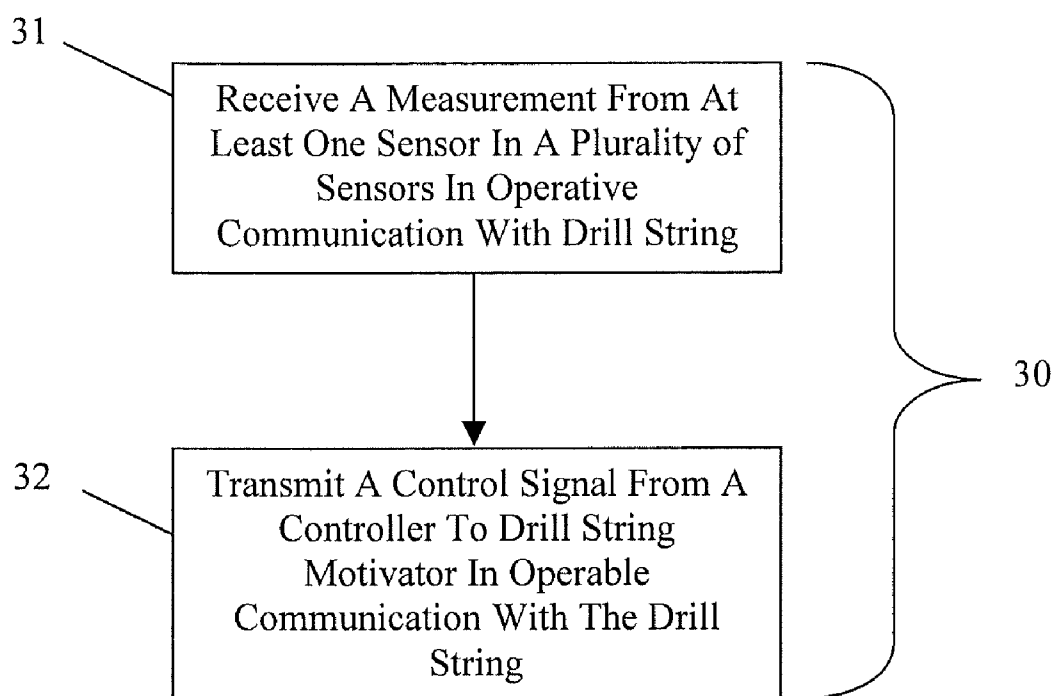 31
Receive A Measurement From At
Least One Sensor In A Plurality of
Sensors In Operative
Communication With Drill String
30
32
Transmit A Control Signal From A
Controller To Drill String
Motivator In Operable
Communication With The Drill
String